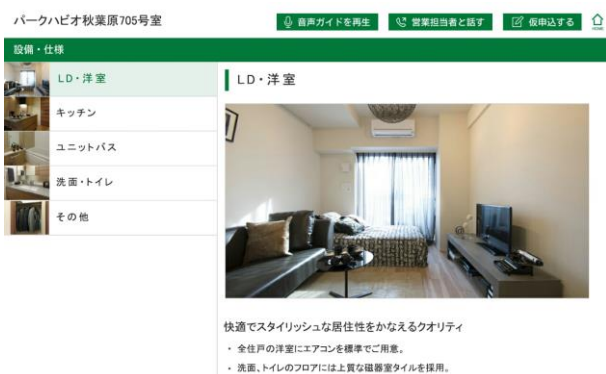 パークハビオ秋葉原705号室
音声ガイドを再生
営業担当者と話す
仮申込する
HOME
設備・仕様
LD・洋室
キッチン
ユニットバス
洗面・トイレ
その他
LD・洋室
快適でスタイリッシュな居住性をかなえるクオリティ
・ 全住戸の洋室にエアコンを標準でご用意。
・ 洗面、トイレのフロアには上質な磁器室タイルを採用。